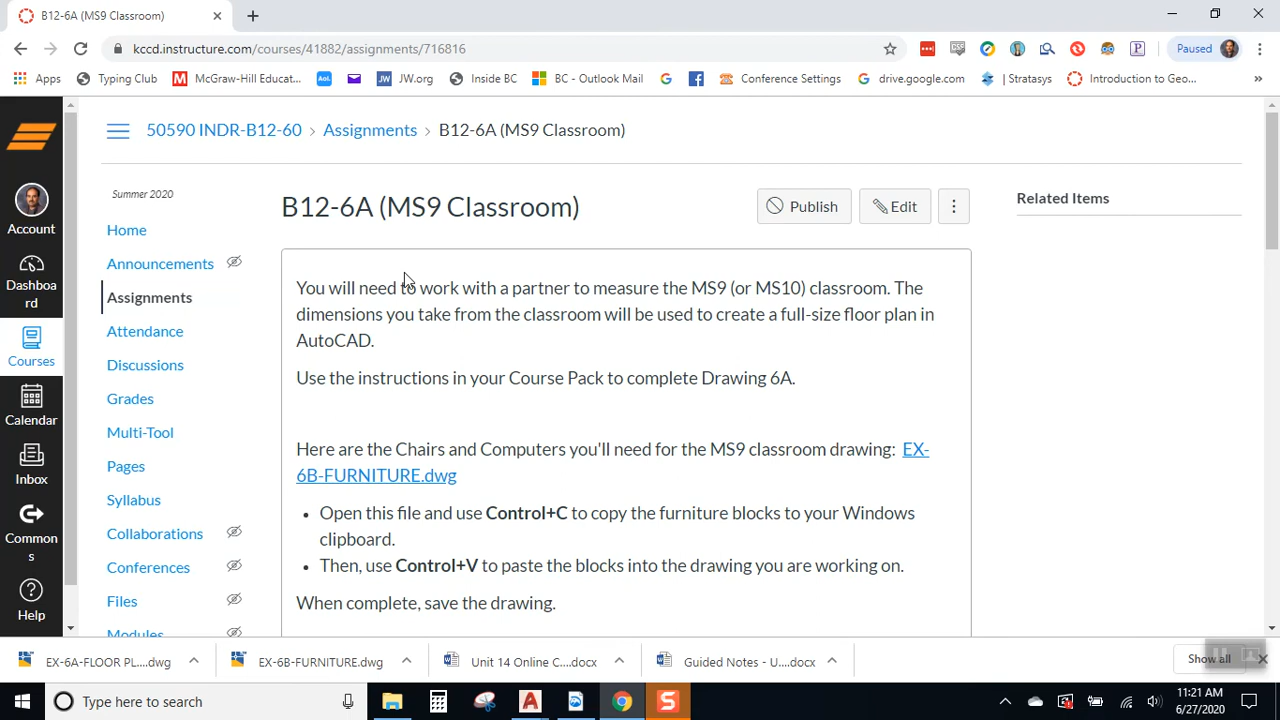 B12-6A (MS9 Classroom)
kccd.instructure.com/courses/41882/assignments/716816
Paused
Apps
Typing Club
McGraw-Hill Educat...
Aol.
JW.org
Inside BC
BC - Outlook Mail
Conference Settings
drive.google.com
Stratasys
Introduction to Geo...
»
50590 INDR-B12-60 › Assignments › B12-6A (MS9 Classroom)
Account
Dashboa
rd
Courses
Calendar
Inbox
Common
s
Help
Summer 2020
Home
Announcements
Assignments
Attendance
Discussions
Grades
Multi-Tool
Pages
Syllabus
Collaborations
Conferences
Files
Modules
B12-6A (MS9 Classroom)
Publish
Edit
Related Items
You will need to work with a partner to measure the MS9 (or MS10) classroom. The
dimensions you take from the classroom will be used to create a full-size floor plan in
AutoCAD.
Use the instructions in your Course Pack to complete Drawing 6A.
Here are the Chairs and Computers you'll need for the MS9 classroom drawing: EX-
6B-FURNITURE.dwg
• Open this file and use Control+C to copy the furniture blocks to your Windows
clipboard.
• Then, use Control+V to paste the blocks into the drawing you are working on.
When complete, save the drawing.
EX-6A-FLOOR PL....dwg
EX-6B-FURNITURE.dwg
Unit 14 Online C....docx
Guided Notes - U....docx
Show all
Type here to search
11:21 AM
6/27/2020